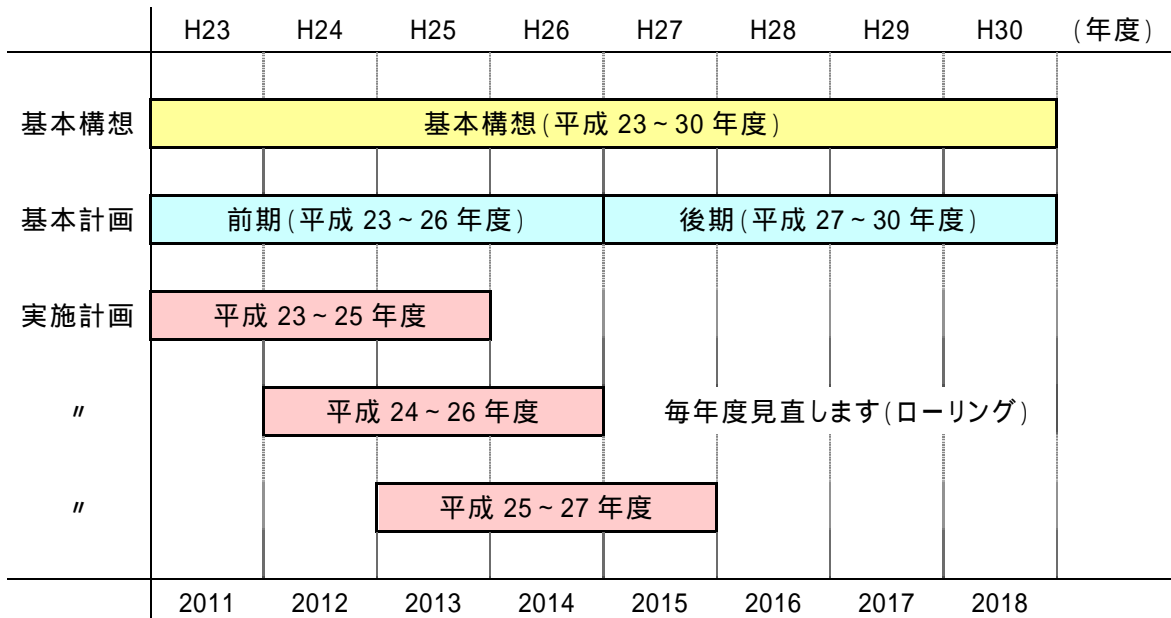 H23 H24 H25 H26 H27 H28 H29 H30 (年度)
基本構想 基本構想(平成 23~30 年度)
基本計画 前期(平成 23~26 年度) 後期(平成 27~30 年度)
実施計画 平成 23~25 年度
〃 平成 24~26 年度 毎年度見直します(ローリング)
〃 平成 25~27 年度
2011 2012 2013 2014 2015 2016 2017 2018